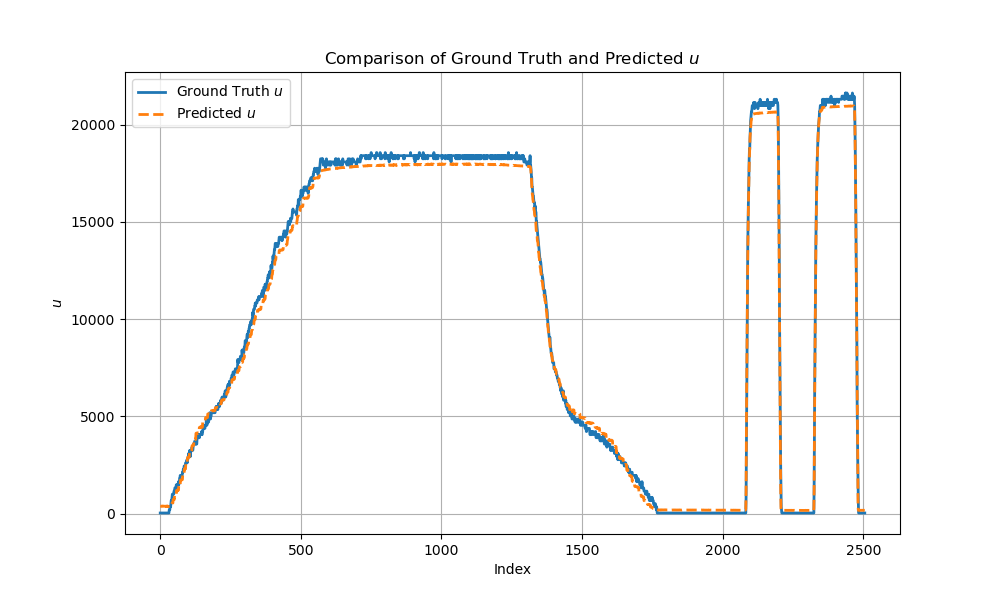 Comparison of Ground Truth and Predicted u
Ground Truth u
Predicted u
20000
15000
10000
5000
0
u
0 500 1000 1500 2000 2500
Index